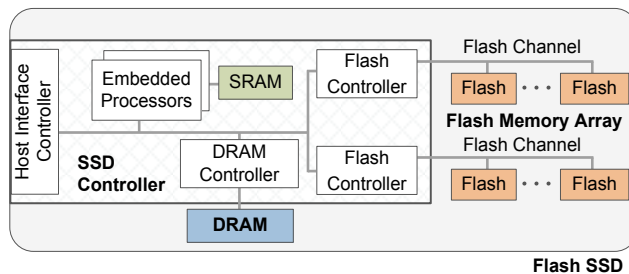 Host Interface
Controller
Embedded
Processors
SRAM
SSD
Controller
DRAM
Controller
DRAM
Flash
Controller
Flash
Controller
Flash Channel
Flash ··· Flash
Flash Memory Array
Flash Channel
Flash ··· Flash
Flash SSD